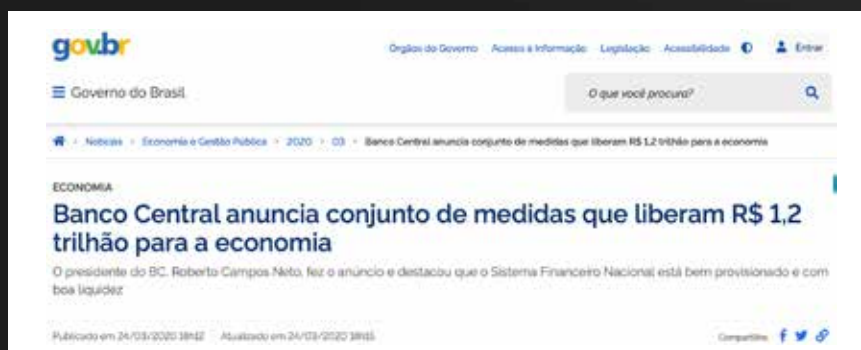 gov.br
Órgãos do Governo Acesso à Informação Legislação Acessibilidade Entrar
Governo do Brasil
O que você procura?
Notícias > Economia e Gestão Pública > 2020 > 03 > Banco Central anuncia conjunto de medidas que liberam R$ 1,2 trilhão para a economia
ECONOMIA
Banco Central anuncia conjunto de medidas que liberam R$ 1,2
trilhão para a economia
O presidente do BC, Roberto Campos Neto, fez o anúncio e destacou que o Sistema Financeiro Nacional está bem provisionado e com
boa liquidez
Publicado em 24/03/2020 18h12 Atualizado em 24/03/2020 18h15
Compartilhe